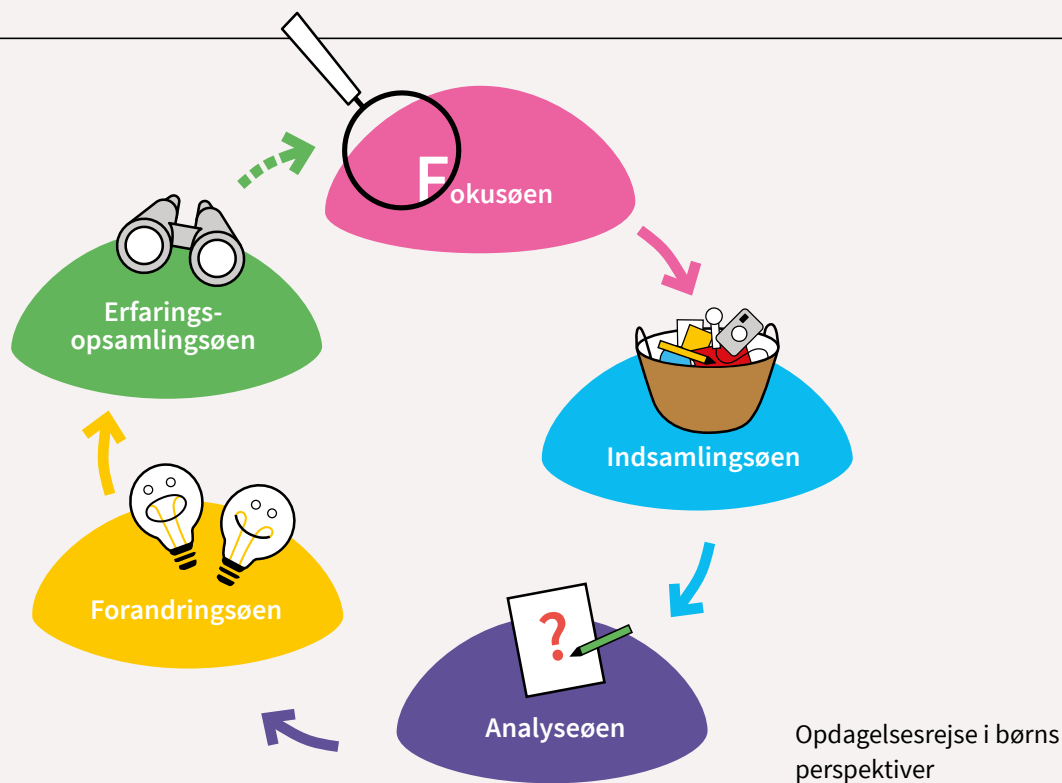 Fokusøen
Erfarings-
opsamlingsøen
Indsamlingsøen
Forandringsøen
?
Analyseøen
Opdagelsesrejse i børns
perspektiver